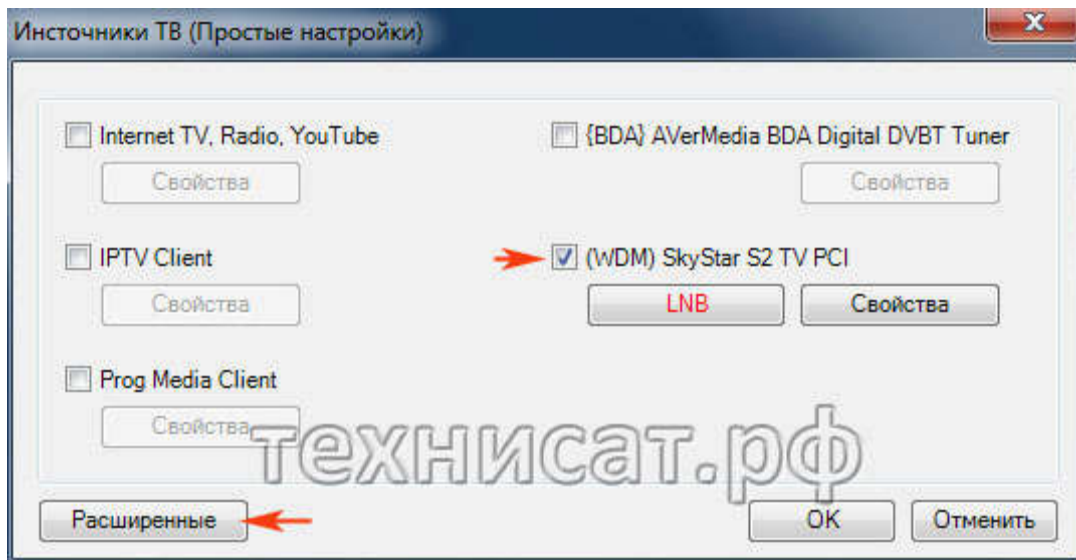 Инсточники ТВ (Простые настройки)
Internet TV, Radio, YouTube
{BDA} AVerMedia BDA Digital DVBT Tuner
Свойства
Свойства
IPTV Client
(WDM) SkyStar S2 TV PCI
Свойства
LNB
Свойства
Prog Media Client
Свойства
технисат.рф
Расширенные
OK
Отменить